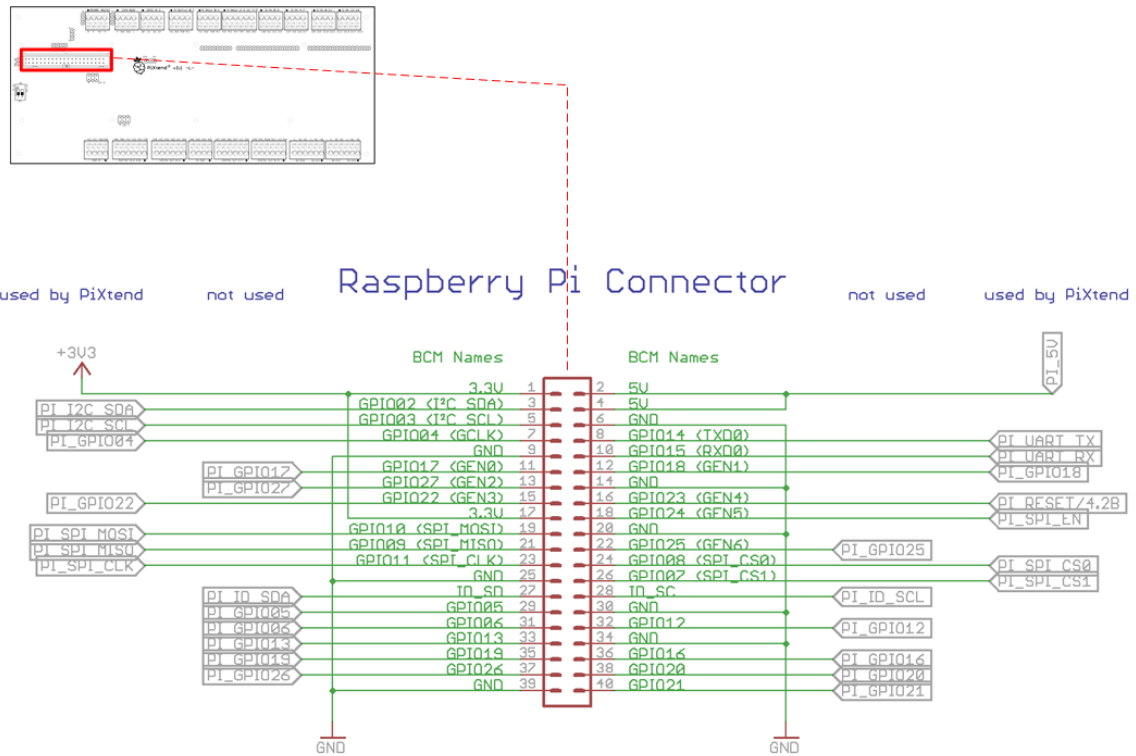 PiXtend® v2.1
Raspberry Pi Connector
used by PiXtend not used not used used by PiXtend
+3V3 BCM Names BCM Names PI_5V
3.3V 1 2 5V
PI_I2C_SDA GPIO02 (I²C_SDA) 3 4 5V
PI_I2C_SCL GPIO03 (I²C_SCL) 5 6 GND
PI_GPIO04 GPIO04 (GCLK) 7 8 GPIO14 (TXD0) PI_UART_TX
GND 9 10 GPIO15 (RXD0) PI_UART_RX
PI_GPIO17 GPIO17 (GEN0) 11 12 GPIO18 (GEN1) PI_GPIO18
PI_GPIO27 GPIO27 (GEN2) 13 14 GND
PI_GPIO22 GPIO22 (GEN3) 15 16 GPIO23 (GEN4) PI_RESET/4.2B
3.3V 17 18 GPIO24 (GEN5) PI_SPI_EN
PI_SPI_MOSI GPIO10 (SPI_MOSI) 19 20 GND
PI_SPI_MISO GPIO09 (SPI_MISO) 21 22 GPIO25 (GEN6) PI_GPIO25
PI_SPI_CLK GPIO11 (SPI_CLK) 23 24 GPIO08 (SPI_CS0) PI_SPI_CS0
GND 25 26 GPIO07 (SPI_CS1) PI_SPI_CS1
PI_ID_SDA ID_SD 27 28 ID_SC PI_ID_SCL
PI_GPIO05 GPIO05 29 30 GND
PI_GPIO06 GPIO06 31 32 GPIO12 PI_GPIO12
PI_GPIO13 GPIO13 33 34 GND
PI_GPIO19 GPIO19 35 36 GPIO16 PI_GPIO16
PI_GPIO26 GPIO26 37 38 GPIO20 PI_GPIO20
GND 39 40 GPIO21 PI_GPIO21
GND GND